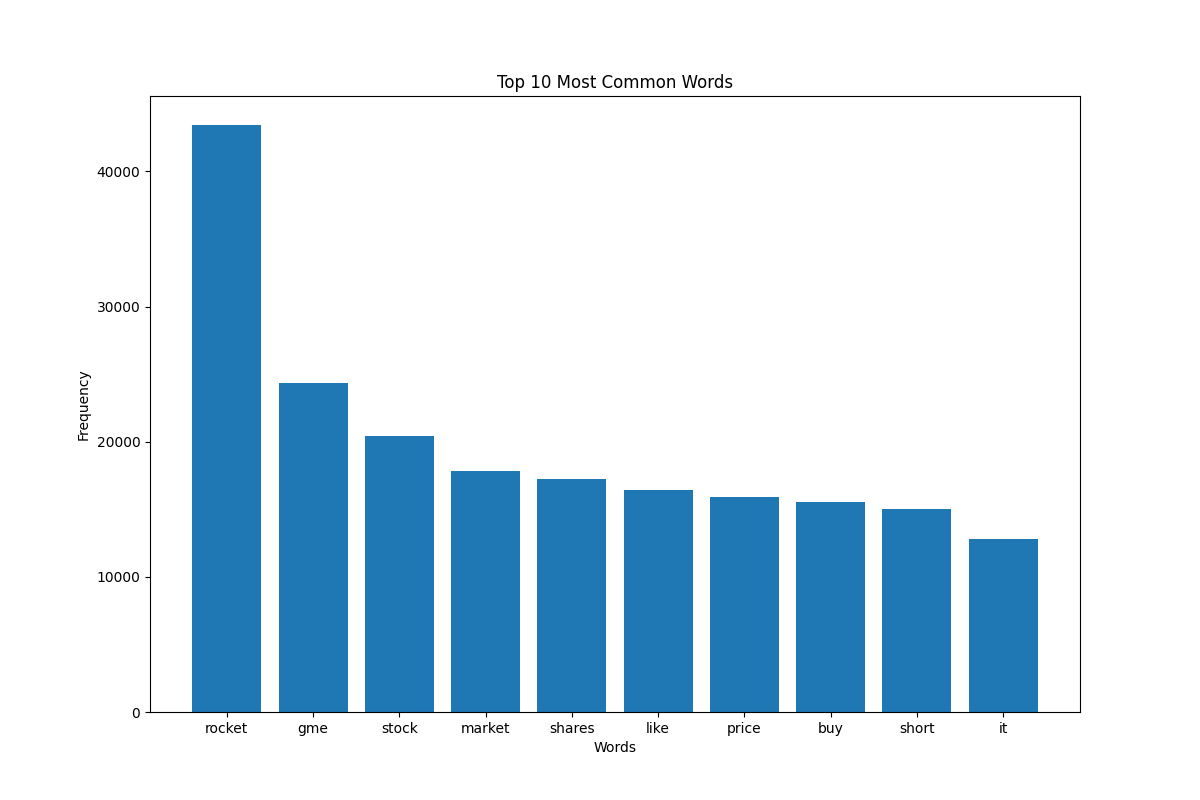 Top 10 Most Common Words
Frequency
40000
30000
20000
10000
0
rocket gme stock market shares like price buy short it
Words